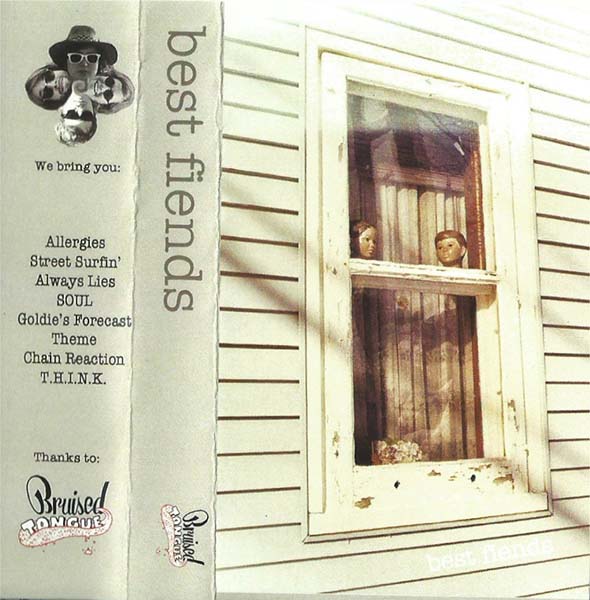 We bring you:
Allergies
Street Surfin'
Always Lies
SOUL
Goldie's Forecast
Theme
Chain Reaction
T.H.I.N.K.
Thanks to:
Bruised
TONGUE
best fiends
Bruised
TONGUE
best fiends